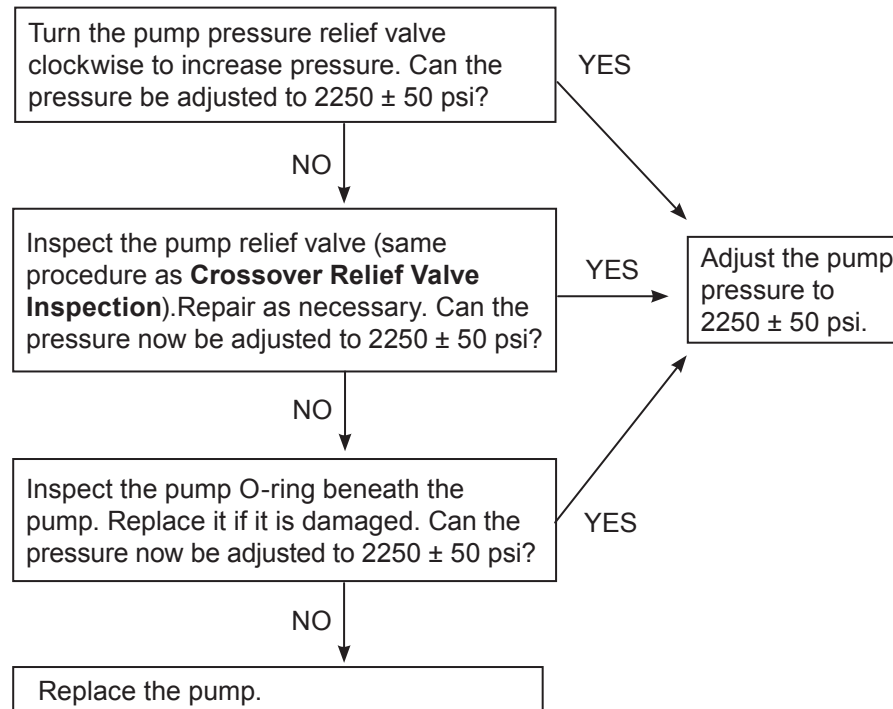 Turn the pump pressure relief valve
clockwise to increase pressure. Can the
pressure be adjusted to 2250 ± 50 psi?
YES
NO
Inspect the pump relief valve (same
procedure as Crossover Relief Valve
Inspection).Repair as necessary. Can the
pressure now be adjusted to 2250 ± 50 psi?
YES
Adjust the pump
pressure to
2250 ± 50 psi.
NO
Inspect the pump O-ring beneath the
pump. Replace it if it is damaged. Can the
pressure now be adjusted to 2250 ± 50 psi?
YES
NO
Replace the pump.